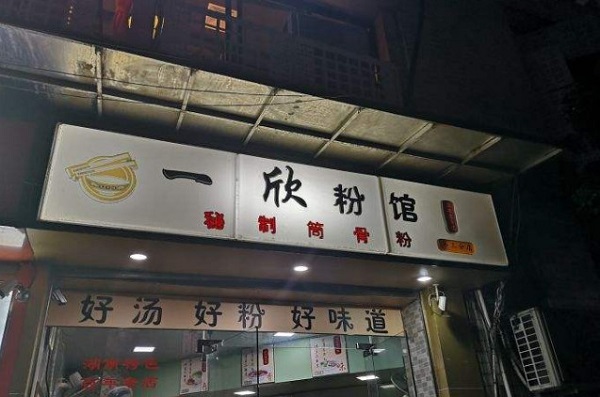 一欣粉馆
秘制筒骨粉
好汤 好粉 好味道